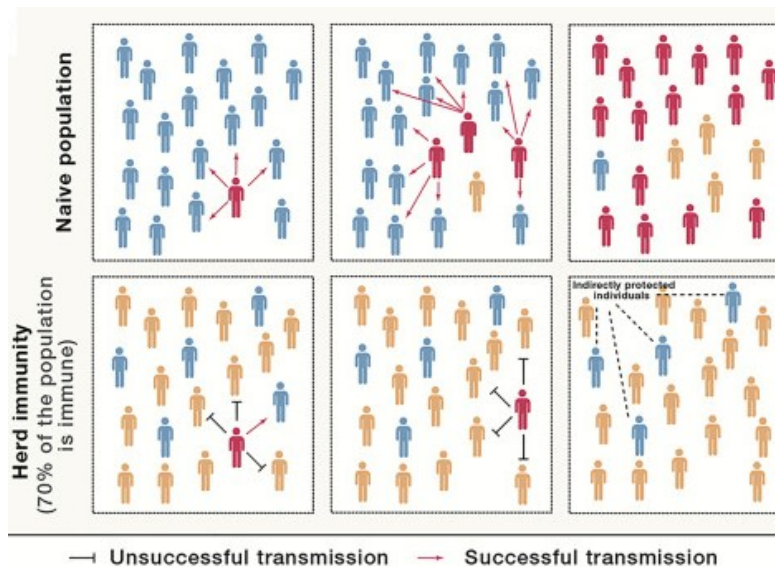 Naive population
Indirectly protected
individuals
Herd immunity
(70% of the population
is immune)
Unsuccessful transmission
Successful transmission